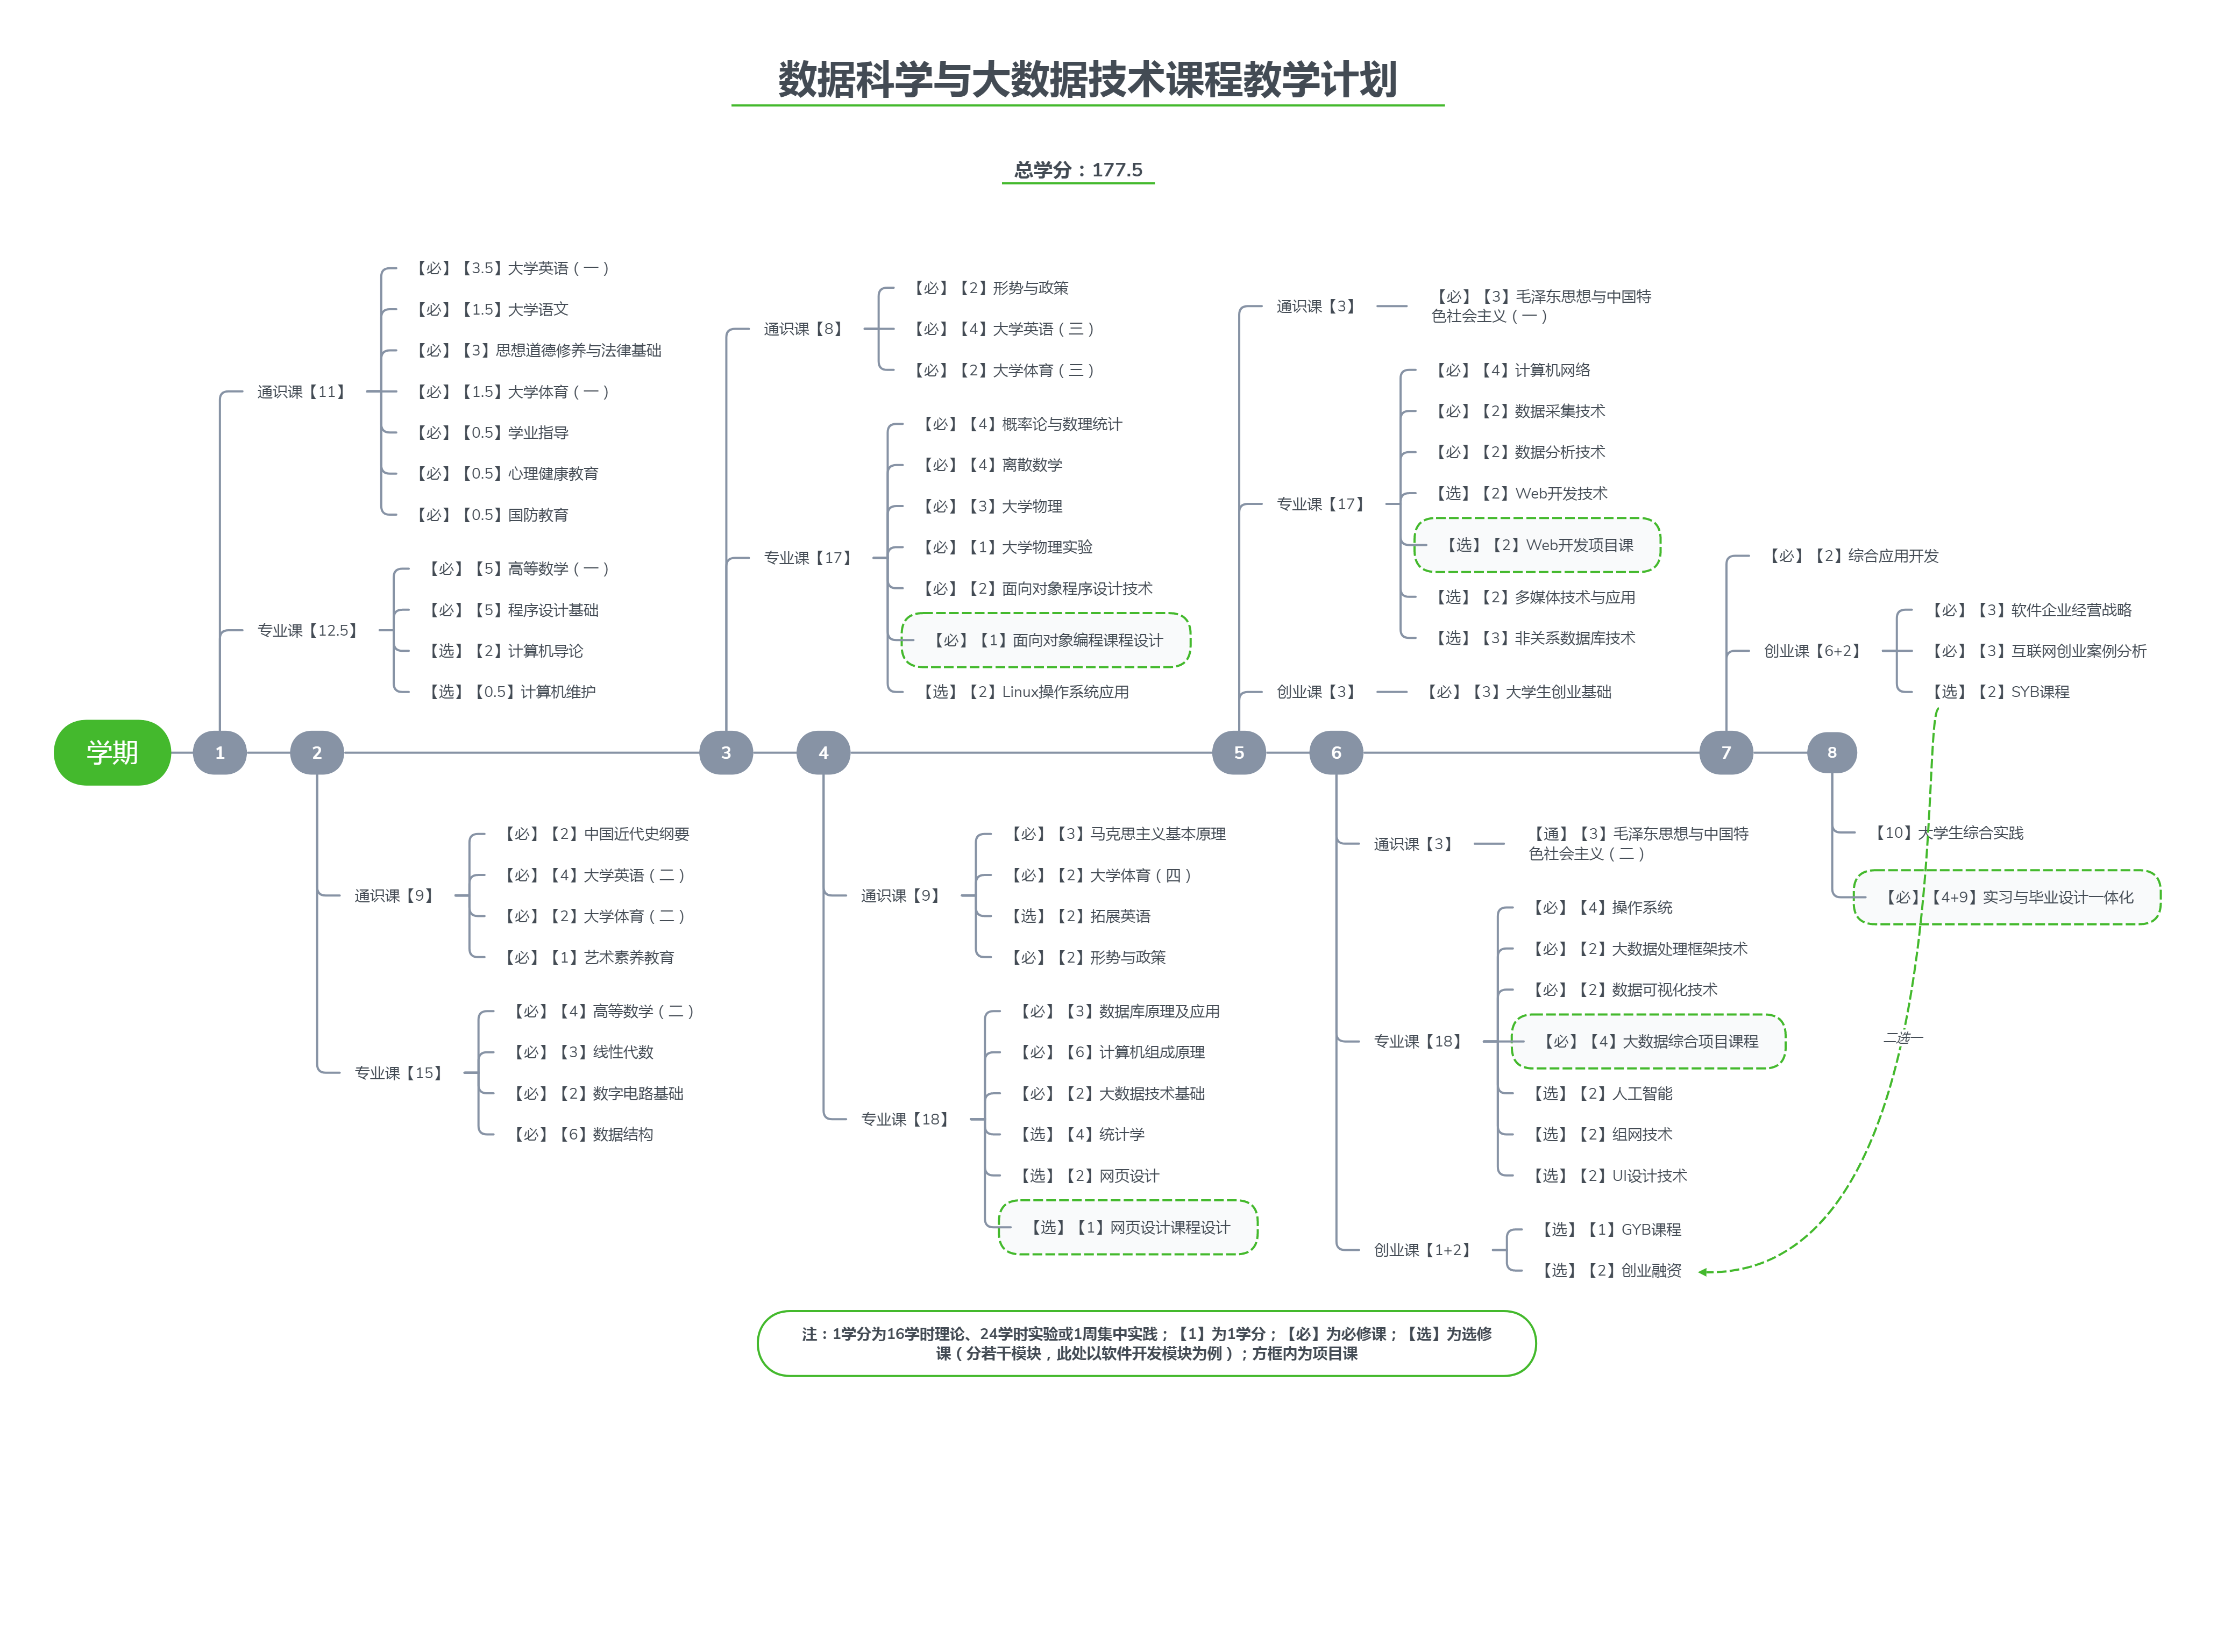 数据科学与大数据技术课程教学计划
总学分：177.5
学期
1
通识课【11】
【必】【3.5】大学英语（一）
【必】【1.5】大学语文
【必】【3】思想道德修养与法律基础
【必】【1.5】大学体育（一）
【必】【0.5】学业指导
【必】【0.5】心理健康教育
【必】【0.5】国防教育
专业课【12.5】
【必】【5】高等数学（一）
【必】【5】程序设计基础
【选】【2】计算机导论
【选】【0.5】计算机维护
2
通识课【9】
【必】【2】中国近代史纲要
【必】【4】大学英语（二）
【必】【2】大学体育（二）
【必】【1】艺术素养教育
专业课【15】
【必】【4】高等数学（二）
【必】【3】线性代数
【必】【2】数字电路基础
【必】【6】数据结构
3
通识课【8】
【必】【2】形势与政策
【必】【4】大学英语（三）
【必】【2】大学体育（三）
专业课【17】
【必】【4】概率论与数理统计
【必】【4】离散数学
【必】【3】大学物理
【必】【1】大学物理实验
【必】【2】面向对象程序设计技术
【必】【1】面向对象编程课程设计
【选】【2】Linux操作系统应用
4
通识课【9】
【必】【3】马克思主义基本原理
【必】【2】大学体育（四）
【选】【2】拓展英语
【必】【2】形势与政策
专业课【18】
【必】【3】数据库原理及应用
【必】【6】计算机组成原理
【必】【2】大数据技术基础
【选】【4】统计学
【选】【2】网页设计
【选】【1】网页设计课程设计
5
通识课【3】
【必】【3】毛泽东思想与中国特
色社会主义（一）
专业课【17】
【必】【4】计算机网络
【必】【2】数据采集技术
【必】【2】数据分析技术
【选】【2】Web开发技术
【选】【2】Web开发项目课
【选】【2】多媒体技术与应用
【选】【3】非关系数据库技术
创业课【3】
【必】【3】大学生创业基础
6
通识课【3】
【通】【3】毛泽东思想与中国特
色社会主义（二）
专业课【18】
【必】【4】操作系统
【必】【2】大数据处理框架技术
【必】【2】数据可视化技术
【必】【4】大数据综合项目课程
【选】【2】人工智能
【选】【2】组网技术
【选】【2】UI设计技术
创业课【1+2】
【选】【1】GYB课程
【选】【2】创业融资
7
【必】【2】综合应用开发
创业课【6+2】
【必】【3】软件企业经营战略
【必】【3】互联网创业案例分析
【选】【2】SYB课程
8
【10】大学生综合实践
【必】【4+9】实习与毕业设计一体化
二选一
注：1学分为16学时理论、24学时实验或1周集中实践；【1】为1学分；【必】为必修课；【选】为选修
课（分若干模块，此处以软件开发模块为例）；方框内为项目课